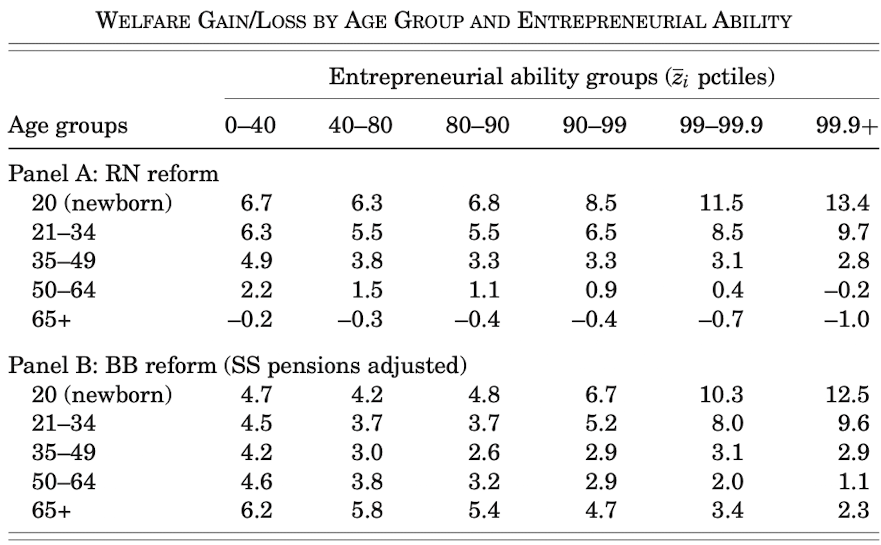 WELFARE GAIN/LOSS BY AGE GROUP AND ENTREPRENEURIAL ABILITY
Entrepreneurial ability groups (z̄ᵢ pctiles)
Age groups 0–40 40–80 80–90 90–99 99–99.9 99.9+
Panel A: RN reform
20 (newborn) 6.7 6.3 6.8 8.5 11.5 13.4
21–34 6.3 5.5 5.5 6.5 8.5 9.7
35–49 4.9 3.8 3.3 3.3 3.1 2.8
50–64 2.2 1.5 1.1 0.9 0.4 –0.2
65+ –0.2 –0.3 –0.4 –0.4 –0.7 –1.0
Panel B: BB reform (SS pensions adjusted)
20 (newborn) 4.7 4.2 4.8 6.7 10.3 12.5
21–34 4.5 3.7 3.7 5.2 8.0 9.6
35–49 4.2 3.0 2.6 2.9 3.1 2.9
50–64 4.6 3.8 3.2 2.9 2.0 1.1
65+ 6.2 5.8 5.4 4.7 3.4 2.3